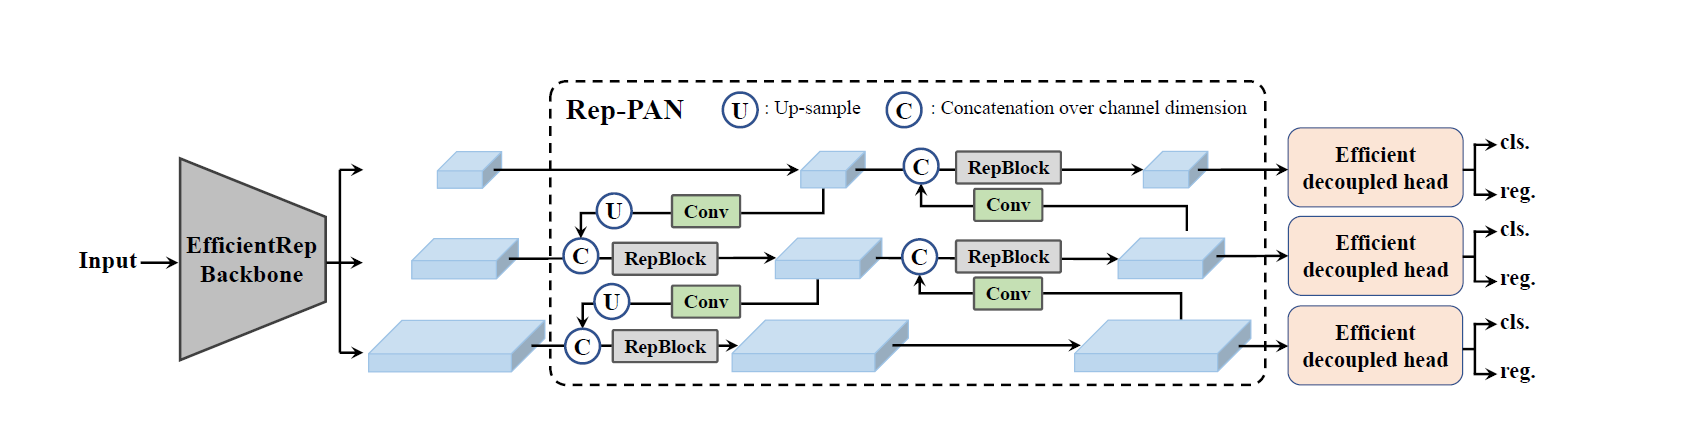 Rep-PAN
U : Up-sample
C : Concatenation over channel dimension
C
RepBlock
Efficient
decoupled head
cls.
reg.
U
Conv
Conv
Input
EfficientRep
Backbone
C
RepBlock
C
RepBlock
Efficient
decoupled head
cls.
reg.
U
Conv
Conv
C
RepBlock
Efficient
decoupled head
cls.
reg.